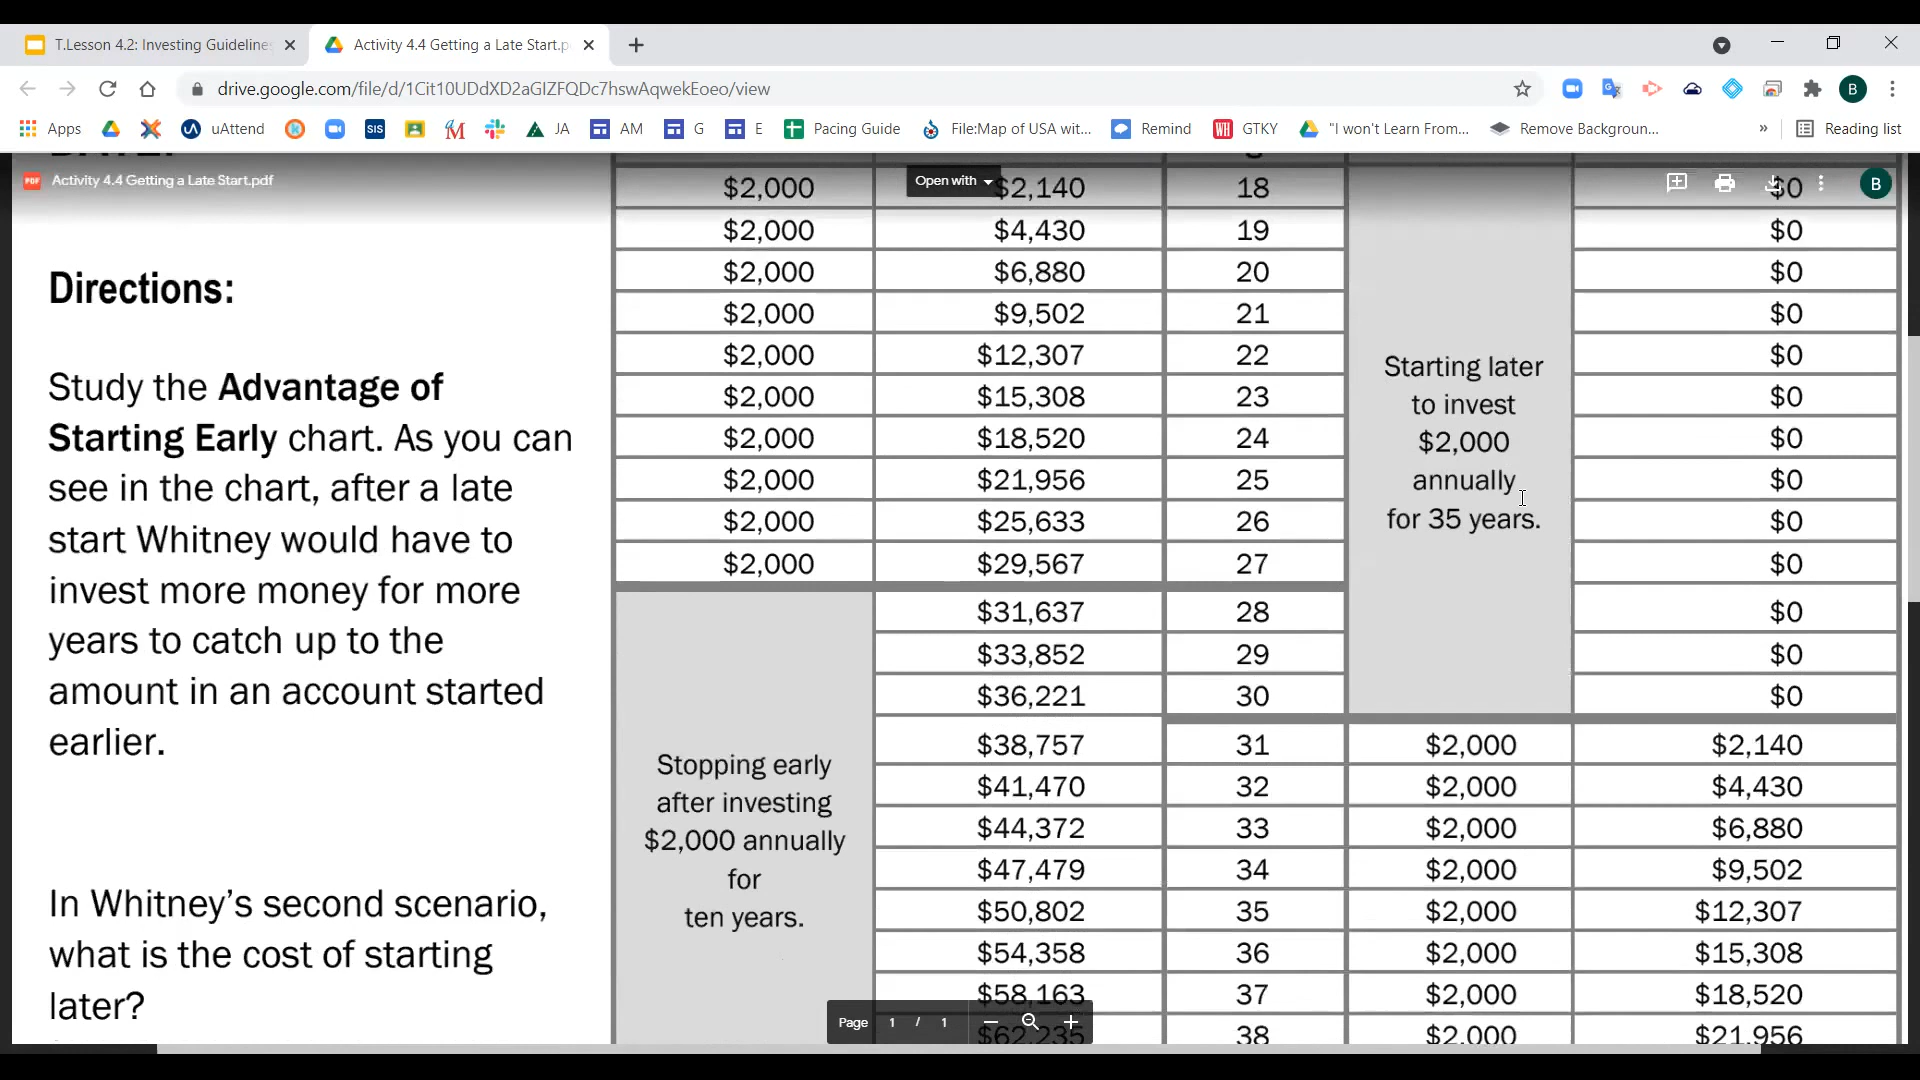 T.Lesson 4.2: Investing Guidelines
Activity 4.4 Getting a Late Start.p
drive.google.com/file/d/1Cit10UDdXD2aGIZFQDc7hswAqwekEoeo/view
B
Apps
uAttend
SIS
JA
AM
G
E
Pacing Guide
File:Map of USA wit...
Remind
WH GTKY
"I won't Learn From...
Remove Backgroun...
»
Reading list
PDF Activity 4.4 Getting a Late Start.pdf
Open with
B
Directions:
Study the Advantage of
Starting Early chart. As you can
see in the chart, after a late
start Whitney would have to
invest more money for more
years to catch up to the
amount in an account started
earlier.
In Whitney's second scenario,
what is the cost of starting
later?
$2,000 $2,140 18 $0
$2,000 $4,430 19 $0
$2,000 $6,880 20 $0
$2,000 $9,502 21 $0
$2,000 $12,307 22 $0
$2,000 $15,308 23 $0
$2,000 $18,520 24 $0
$2,000 $21,956 25 $0
$2,000 $25,633 26 $0
$2,000 $29,567 27 $0
Starting later
to invest
$2,000
annually
for 35 years.
$31,637 28 $0
$33,852 29 $0
$36,221 30 $0
$38,757 31 $2,000 $2,140
$41,470 32 $2,000 $4,430
$44,372 33 $2,000 $6,880
$47,479 34 $2,000 $9,502
$50,802 35 $2,000 $12,307
$54,358 36 $2,000 $15,308
$58,163 37 $2,000 $18,520
$62,235 38 $2,000 $21,956
Stopping early
after investing
$2,000 annually
for
ten years.
Page 1 / 1